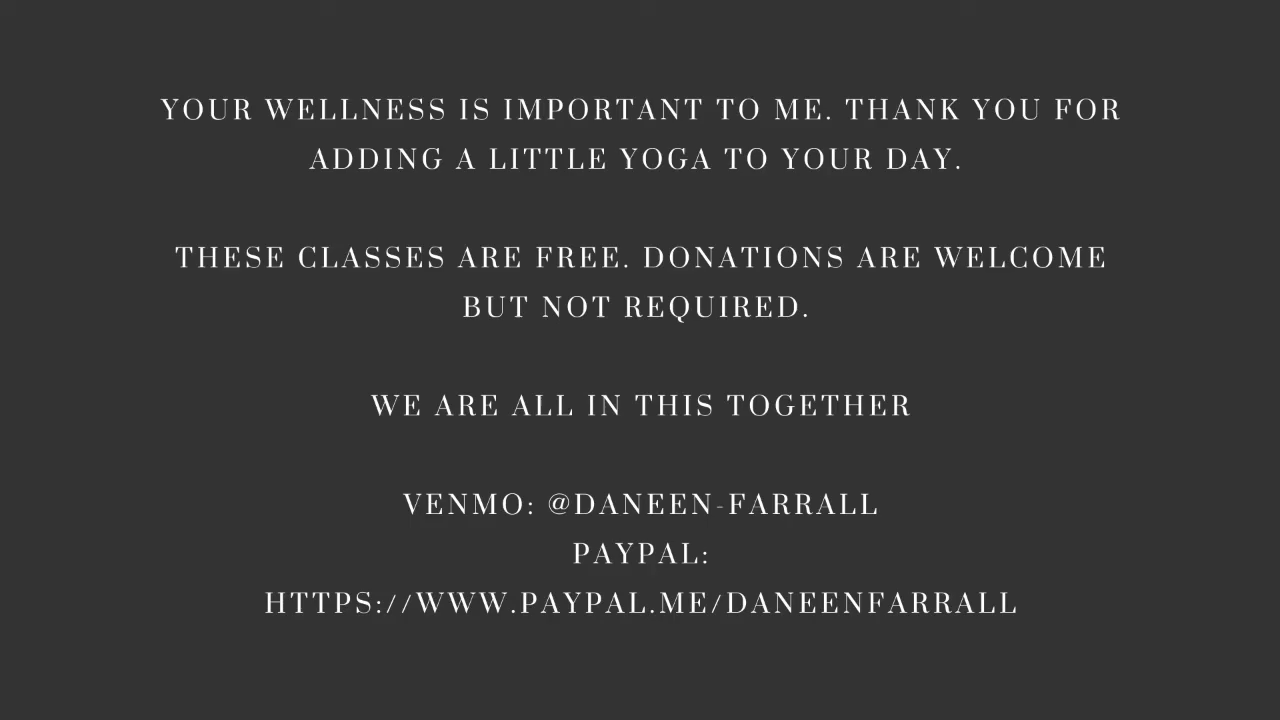 YOUR WELLNESS IS IMPORTANT TO ME. THANK YOU FOR
ADDING A LITTLE YOGA TO YOUR DAY.
THESE CLASSES ARE FREE. DONATIONS ARE WELCOME
BUT NOT REQUIRED.
WE ARE ALL IN THIS TOGETHER
VENMO: @DANEEN-FARRALL
PAYPAL:
HTTPS://WWW.PAYPAL.ME/DANEENFARRALL